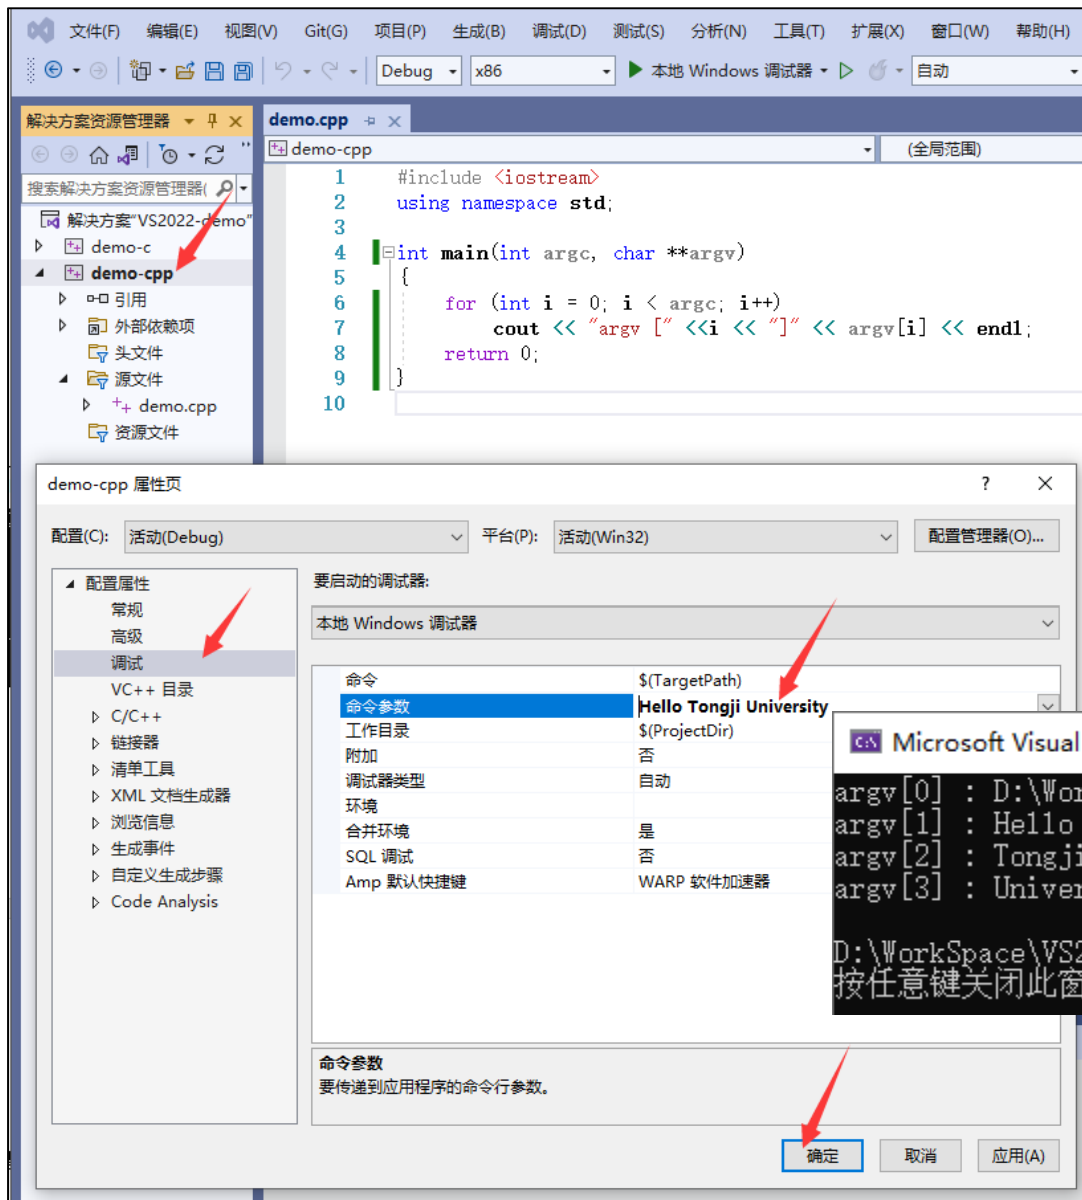 文件(F) 编辑(E) 视图(V) Git(G) 项目(P) 生成(B) 调试(D) 测试(S) 分析(N) 工具(T) 扩展(X) 窗口(W) 帮助(H)
Debug x86 本地 Windows 调试器 自动
解决方案资源管理器
demo.cpp
demo-cpp (全局范围)
搜索解决方案资源管理器(
解决方案"VS2022-demo"
demo-c
demo-cpp
引用
外部依赖项
头文件
源文件
demo.cpp
资源文件
1 #include <iostream>
2 using namespace std;
3
4 int main(int argc, char **argv)
5 {
6 for (int i = 0; i < argc; i++)
7 cout << "argv [" <<i << "]" << argv[i] << endl;
8 return 0;
9 }
10
demo-cpp 属性页 ?
配置(C): 活动(Debug) 平台(P): 活动(Win32) 配置管理器(O)...
配置属性
常规
高级
调试
VC++ 目录
C/C++
链接器
清单工具
XML 文档生成器
浏览信息
生成事件
自定义生成步骤
Code Analysis
要启动的调试器:
本地 Windows 调试器
命令 $(TargetPath)
命令参数 Hello Tongji University
工作目录 $(ProjectDir)
附加 否
调试器类型 自动
环境
合并环境 是
SQL 调试 否
Amp 默认快捷键 WARP 软件加速器
Microsoft Visual
argv[0] : D:\Wor
argv[1] : Hello
argv[2] : Tongji
argv[3] : Univer
D:\WorkSpace\VS2
按任意键关闭此窗
命令参数
要传递到应用程序的命令行参数。
确定 取消 应用(A)